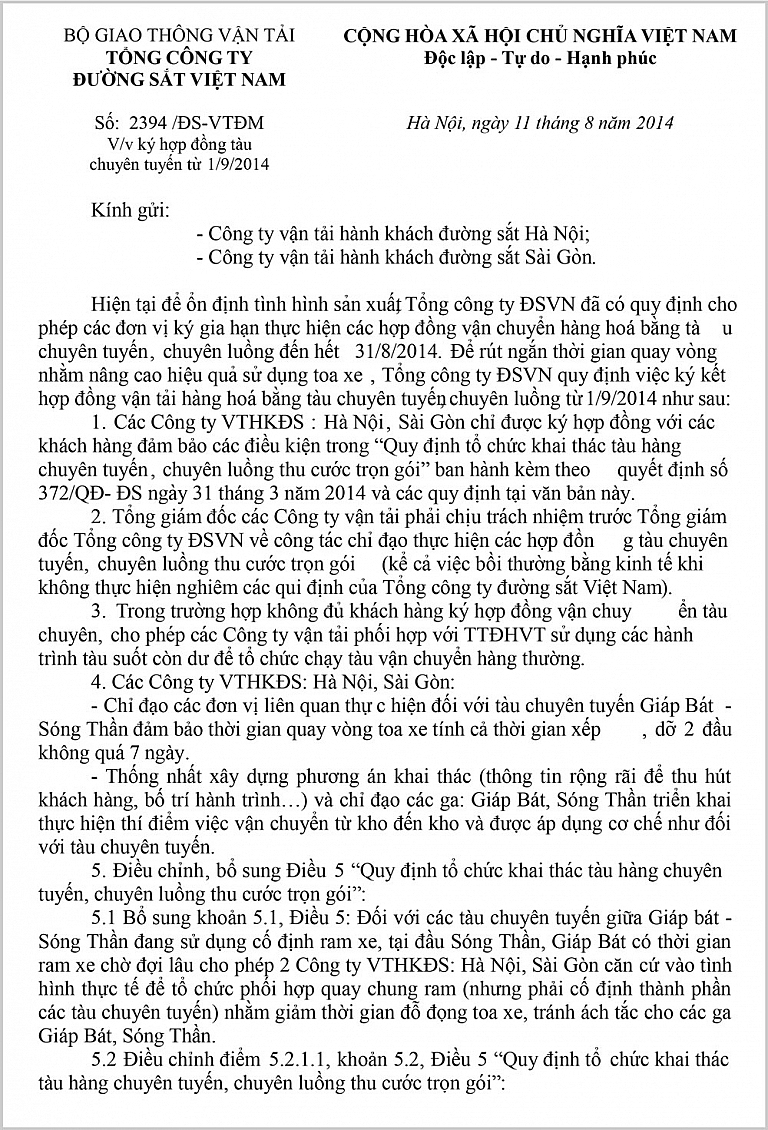 BỘ GIAO THÔNG VẬN TẢI
TỔNG CÔNG TY
ĐƯỜNG SẮT VIỆT NAM
CỘNG HÒA XÃ HỘI CHỦ NGHĨA VIỆT NAM
Độc lập - Tự do - Hạnh phúc
Số: 2394 /ĐS-VTĐM
V/v ký hợp đồng tàu
chuyên tuyến từ 1/9/2014
Hà Nội, ngày 11 tháng 8 năm 2014
Kính gửi:
- Công ty vận tải hành khách đường sắt Hà Nội;
- Công ty vận tải hành khách đường sắt Sài Gòn.
Hiện tại để ổn định tình hình sản xuất, Tổng công ty ĐSVN đã có quy định cho
phép các đơn vị ký gia hạn thực hiện các hợp đồng vận chuyển hàng hoá bằng tà u
chuyên tuyến, chuyên luồng đến hết 31/8/2014. Để rút ngắn thời gian quay vòng
nhằm nâng cao hiệu quả sử dụng toa xe , Tổng công ty ĐSVN quy định việc ký kết
hợp đồng vận tải hàng hoá bằng tàu chuyên tuyến, chuyên luồng từ 1/9/2014 như sau:
1. Các Công ty VTHKĐS : Hà Nội, Sài Gòn chỉ được ký hợp đồng với các
khách hàng đảm bảo các điều kiện trong “Quy định tổ chức khai thác tàu hàng
chuyên tuyến, chuyên luồng thu cước trọn gói” ban hành kèm theo quyết định số
372/QĐ- ĐS ngày 31 tháng 3 năm 2014 và các quy định tại văn bản này.
2. Tổng giám đốc các Công ty vận tải phải chịu trách nhiệm trước Tổng giám
đốc Tổng công ty ĐSVN về công tác chỉ đạo thực hiện các hợp đồn g tàu chuyên
tuyến, chuyên luồng thu cước trọn gói (kể cả việc bồi thường bằng kinh tế khi
không thực hiện nghiêm các qui định của Tổng công ty đường sắt Việt Nam).
3. Trong trường hợp không đủ khách hàng ký hợp đồng vận chuy ển tàu
chuyên, cho phép các Công ty vận tải phối hợp với TTĐHVT sử dụng các hành
trình tàu suốt còn dư để tổ chức chạy tàu vận chuyển hàng thường.
4. Các Công ty VTHKĐS: Hà Nội, Sài Gòn:
- Chỉ đạo các đơn vị liên quan thự c hiện đối với tàu chuyên tuyến Giáp Bát -
Sóng Thần đảm bảo thời gian quay vòng toa xe tính cả thời gian xếp , dỡ 2 đầu
không quá 7 ngày.
- Thống nhất xây dựng phương án khai thác (thông tin rộng rãi để thu hút
khách hàng, bố trí hành trình…) và chỉ đạo các ga: Giáp Bát, Sóng Thần triển khai
thực hiện thí điểm việc vận chuyển từ kho đến kho và được áp dụng cơ chế như đối
với tàu chuyên tuyến.
5. Điều chỉnh, bổ sung Điều 5 “Quy định tổ chức khai thác tàu hàng chuyên
tuyến, chuyên luồng thu cước trọn gói”:
5.1 Bổ sung khoản 5.1, Điều 5: Đối với các tàu chuyên tuyến giữa Giáp bát -
Sóng Thần đang sử dụng cố định ram xe, tại đầu Sóng Thần, Giáp Bát có thời gian
ram xe chờ đợi lâu cho phép 2 Công ty VTHKĐS: Hà Nội, Sài Gòn căn cứ vào tình
hình thực tế để tổ chức phối hợp quay chung ram (nhưng phải cố định thành phần
các tàu chuyên tuyến) nhằm giảm thời gian đỗ đọng toa xe, tránh ách tắc cho các ga
Giáp Bát, Sóng Thần.
5.2 Điều chỉnh điểm 5.2.1.1, khoản 5.2, Điều 5 “Quy định tổ chức khai thác
tàu hàng chuyên tuyến, chuyên luồng thu cước trọn gói”: